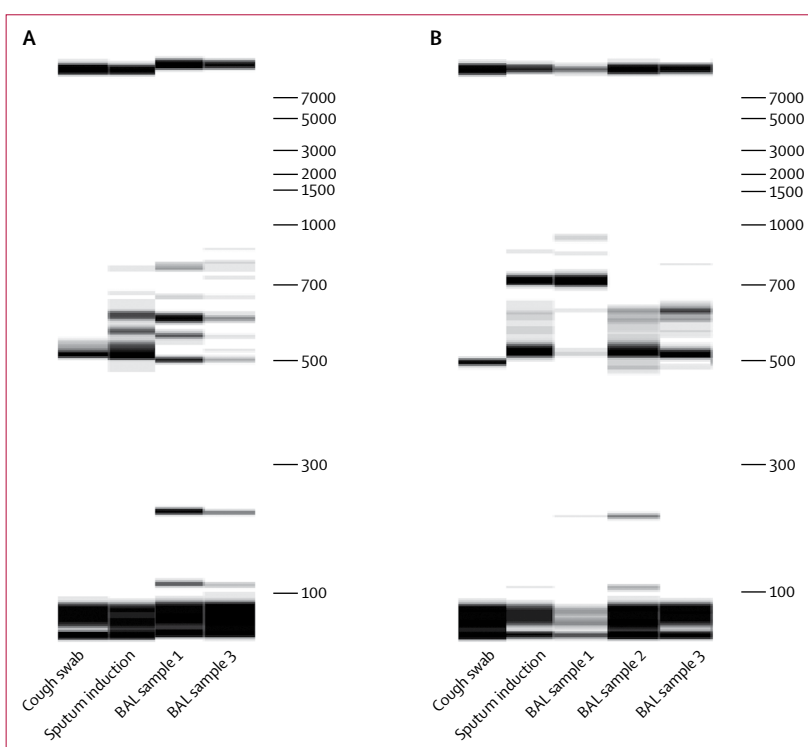 A
B
7000
5000
3000
2000
1500
1000
700
500
300
100
7000
5000
3000
2000
1500
1000
700
500
300
100
Cough swab
Sputum induction
BAL sample 1
BAL sample 3
Cough swab
Sputum induction
BAL sample 1
BAL sample 2
BAL sample 3